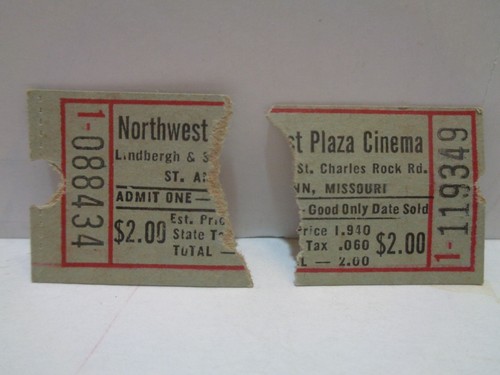 1-088434
Northwest
Lindbergh & S
ST. A
ADMIT ONE—
Est. Pric
$2.00 State Ta
TOTAL —
st Plaza Cinema
St. Charles Rock Rd.
NN, MISSOURI
- Good Only Date Sold
Price 1.940
Tax .060 $2.00
L — 2.00
1-119349